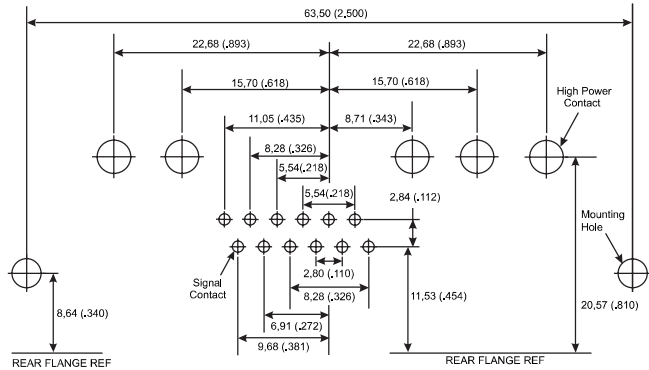 63,50 (2.500)
22,68 (.893)
22,68 (.893)
15,70 (.618)
15,70 (.618)
High Power
Contact
11,05 (.435)
8,71 (.343)
8,28 (.326)
5,54(.218)
5,54(.218)
2,84 (.112)
Mounting
Hole
Signal
Contact
2,80 (.110)
8,28 (.326)
11,53 (.454)
20,57 (.810)
8,64 (.340)
6,91 (.272)
9,68 (.381)
REAR FLANGE REF
REAR FLANGE REF